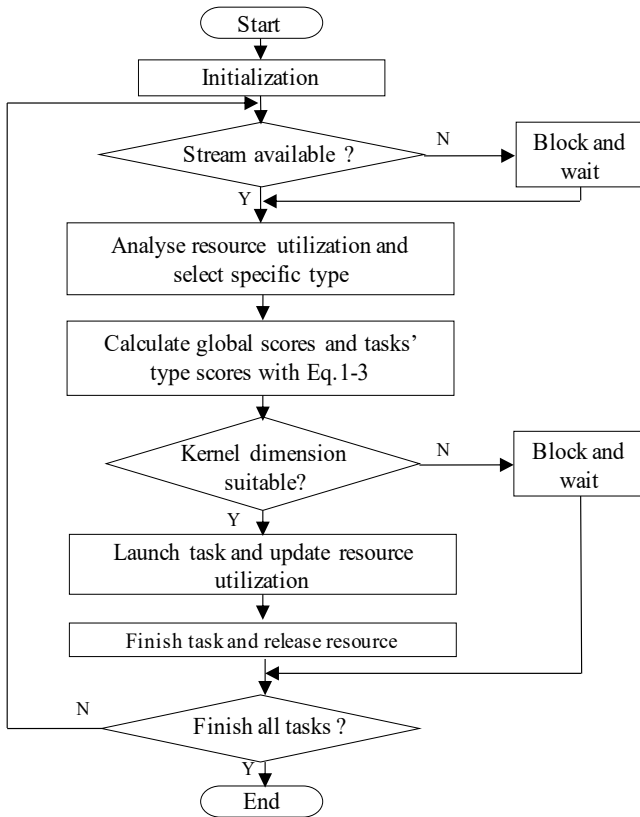 Start
Initialization
Stream available ?
N
Block and
wait
Y
Analyse resource utilization and
select specific type
Calculate global scores and tasks’
type scores with Eq.1-3
Kernel dimension
suitable?
N
Block and
wait
Y
Launch task and update resource
utilization
Finish task and release resource
N
Finish all tasks ?
Y
End